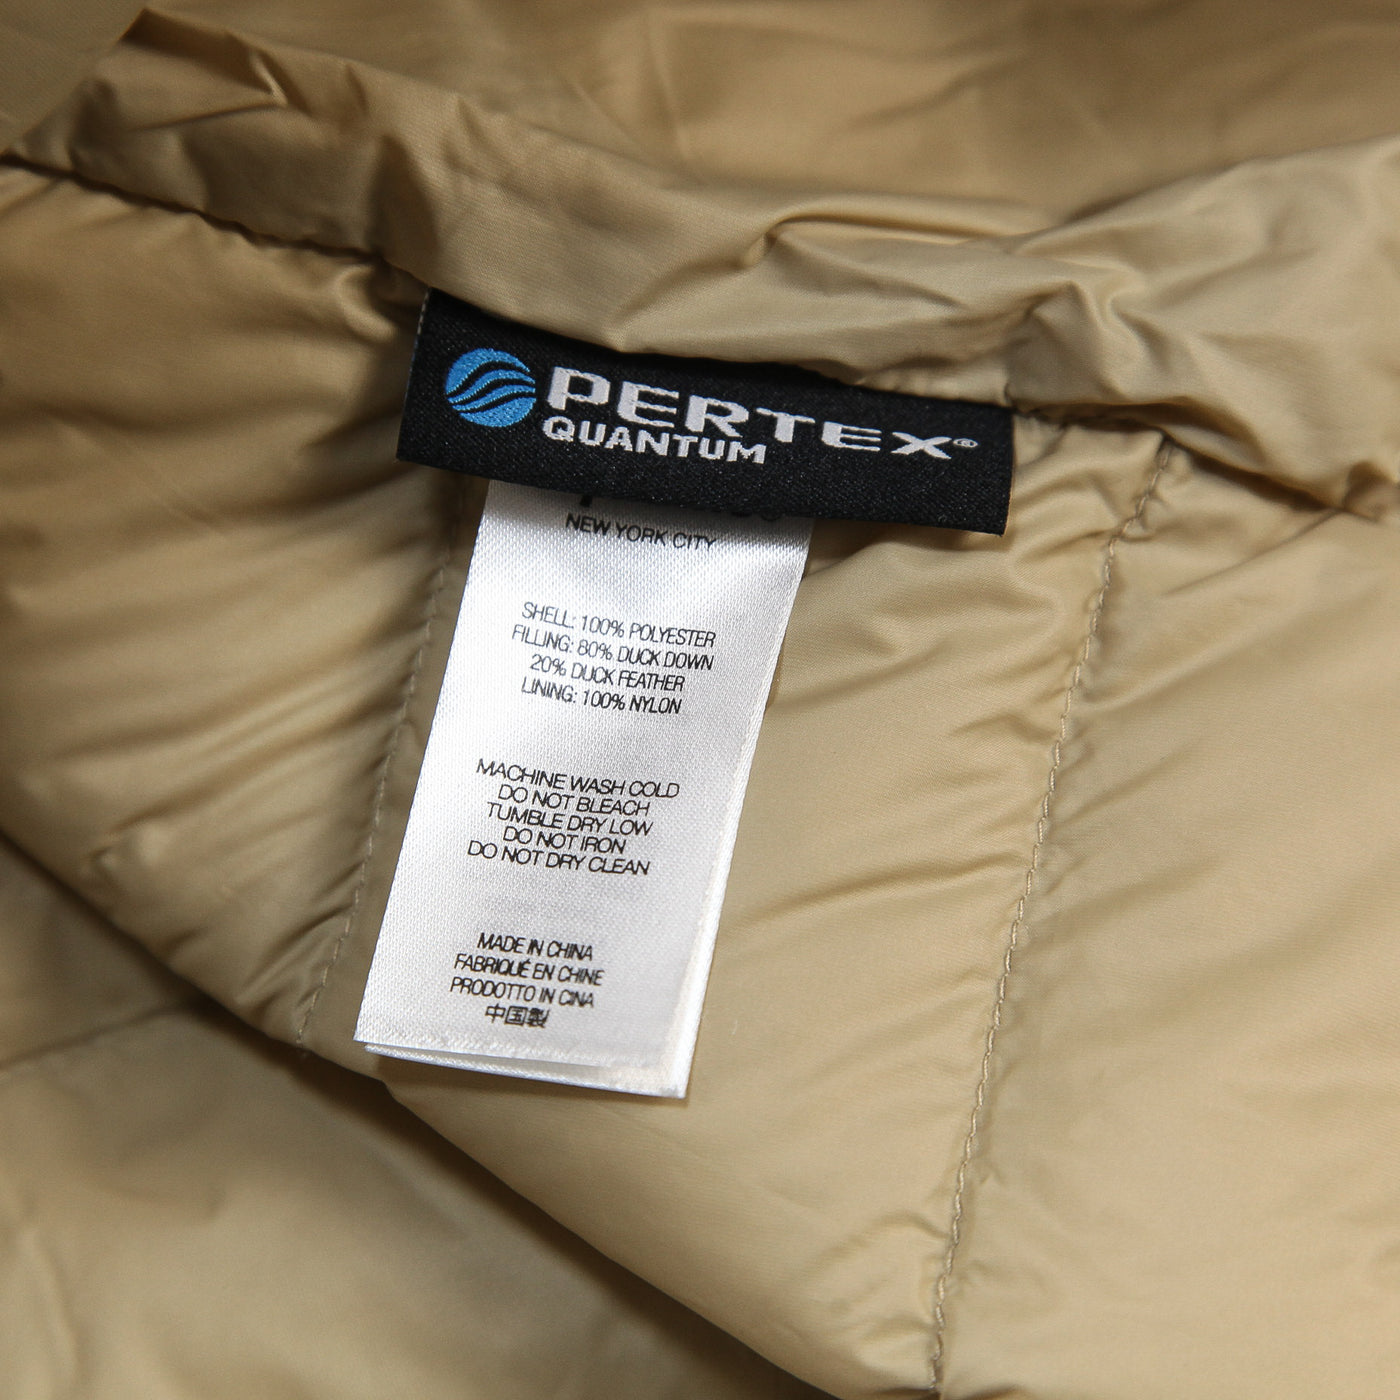 PERTEX®
QUANTUM
NEW YORK CITY
SHELL: 100% POLYESTER
FILLING: 80% DUCK DOWN
20% DUCK FEATHER
LINING: 100% NYLON
MACHINE WASH COLD
DO NOT BLEACH
TUMBLE DRY LOW
DO NOT IRON
DO NOT DRY CLEAN
MADE IN CHINA
FABRIQUÉ EN CHINE
PRODOTTO IN CINA
中国製